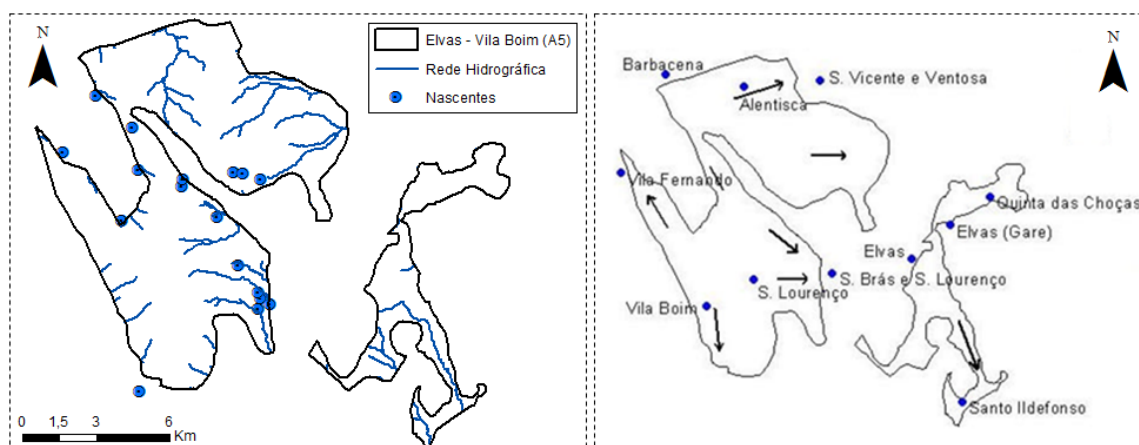 N
Elvas - Vila Boim (A5)
Rede Hidrográfica
Nascentes
0 1,5 3 6
Km
N
Barbacena
S. Vicente e Ventosa
Alentisca
Vila Fernando
Quinta das Choças
Elvas (Gare)
Elvas
S. Brás e S. Lourenço
S. Lourenço
Vila Boim
Santo Ildefonso